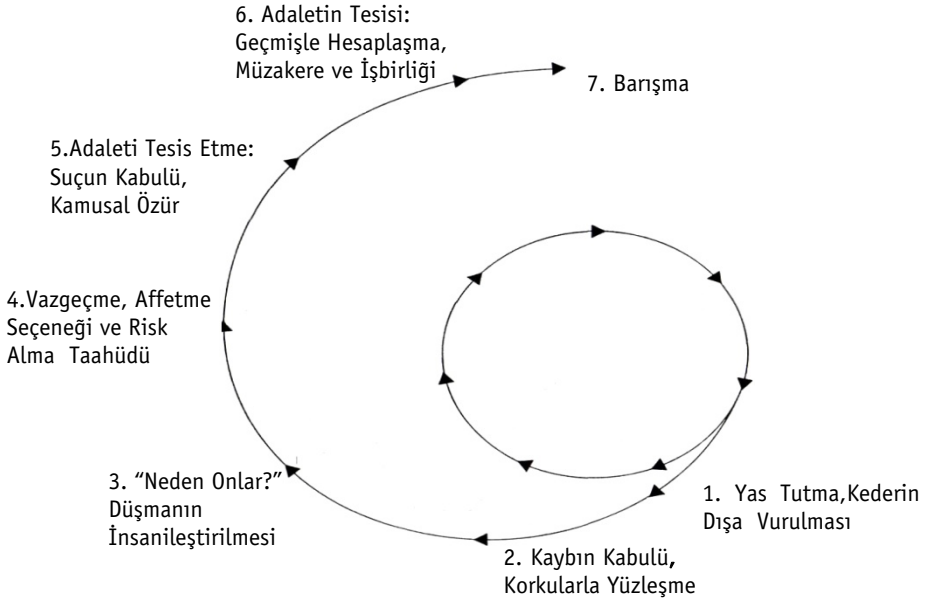 6. Adaletin Tesisi:
Geçmişle Hesaplaşma,
Müzakere ve İşbirliği
7. Barışma
5.Adaleti Tesis Etme:
Suçun Kabulü,
Kamusal Özür
4.Vazgeçme, Affetme
Seçeneği ve Risk
Alma Taahüdü
3. “Neden Onlar?”
Düşmanın
İnsanileştirilmesi
1. Yas Tutma,Kederin
Dışa Vurulması
2. Kaybın Kabulü,
Korkularla Yüzleşme